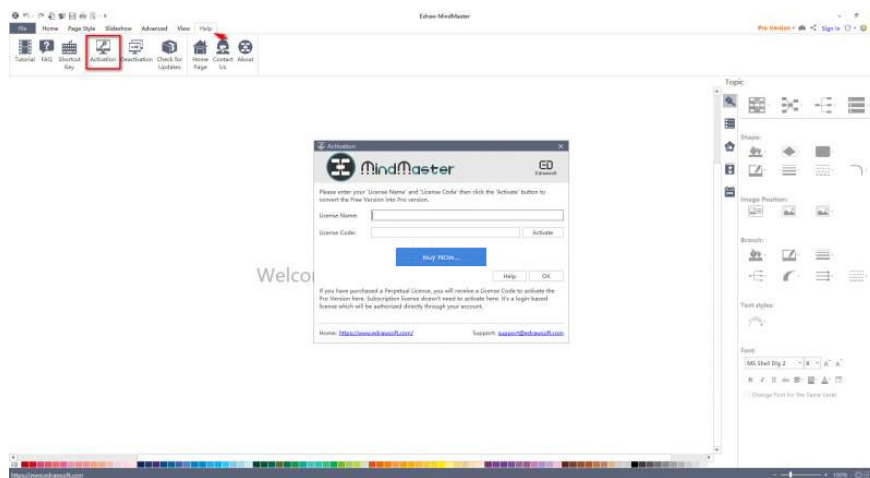 Edraw MindMaster
File Home Page Style Slideshow Advanced View Help
Pro Version Sign In
Tutorial FAQ Shortcut Key Activation Deactivation Check for Updates Home Page Contact Us About
Topic
Activation
MindMaster
Edrawsoft
Please enter your 'License Name' and 'License Code' then click the 'Activate' button to
convert the Free Version into Pro version.
License Name:
License Code:
Activate
Buy Now...
Help OK
Welco
If you have purchased a Perpetual License, you will receive a License Code to activate the
Pro Version here. Subscription license doesn't need to activate here. It's a login-based
license which will be authorized directly through your account.
Home: https://www.edrawsoft.com/ Support: support@edrawsoft.com
Shape:
Image Position:
Branch:
Text styles:
Font:
MS Shell Dlg 2 8
Change Font for the Same Level
https://www.edrawsoft.com
100%